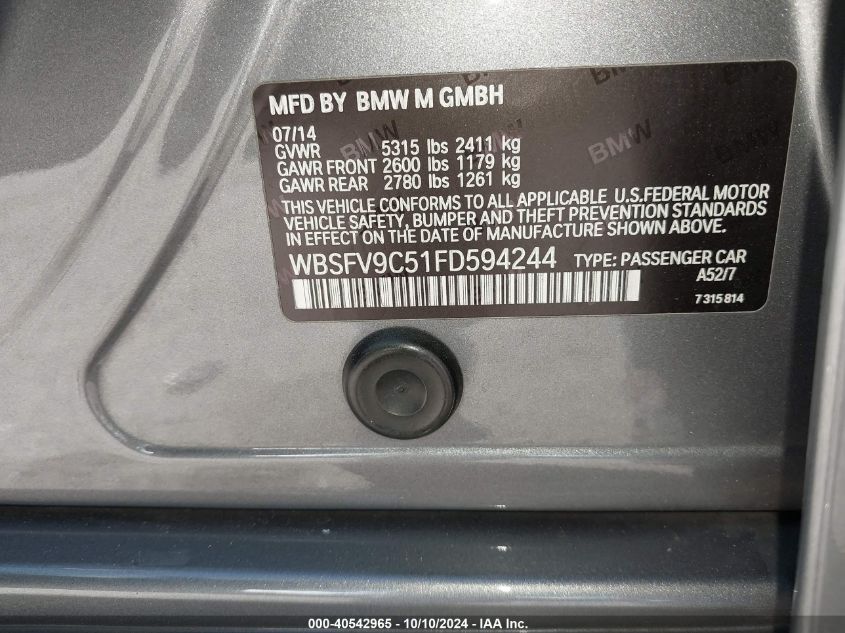 MFD BY BMW M GMBH
07/14
GVWR 5315 lbs 2411 kg
GAWR FRONT 2600 lbs 1179 kg
GAWR REAR 2780 lbs 1261 kg
THIS VEHICLE CONFORMS TO ALL APPLICABLE U.S.FEDERAL MOTOR
VEHICLE SAFETY, BUMPER AND THEFT PREVENTION STANDARDS
IN EFFECT ON THE DATE OF MANUFACTURE SHOWN ABOVE.
WBSFV9C51FD594244 TYPE: PASSENGER CAR
A52/7
7 315 814
BMW
BMW
BMW
000-40542965 - 10/10/2024 - IAA Inc.